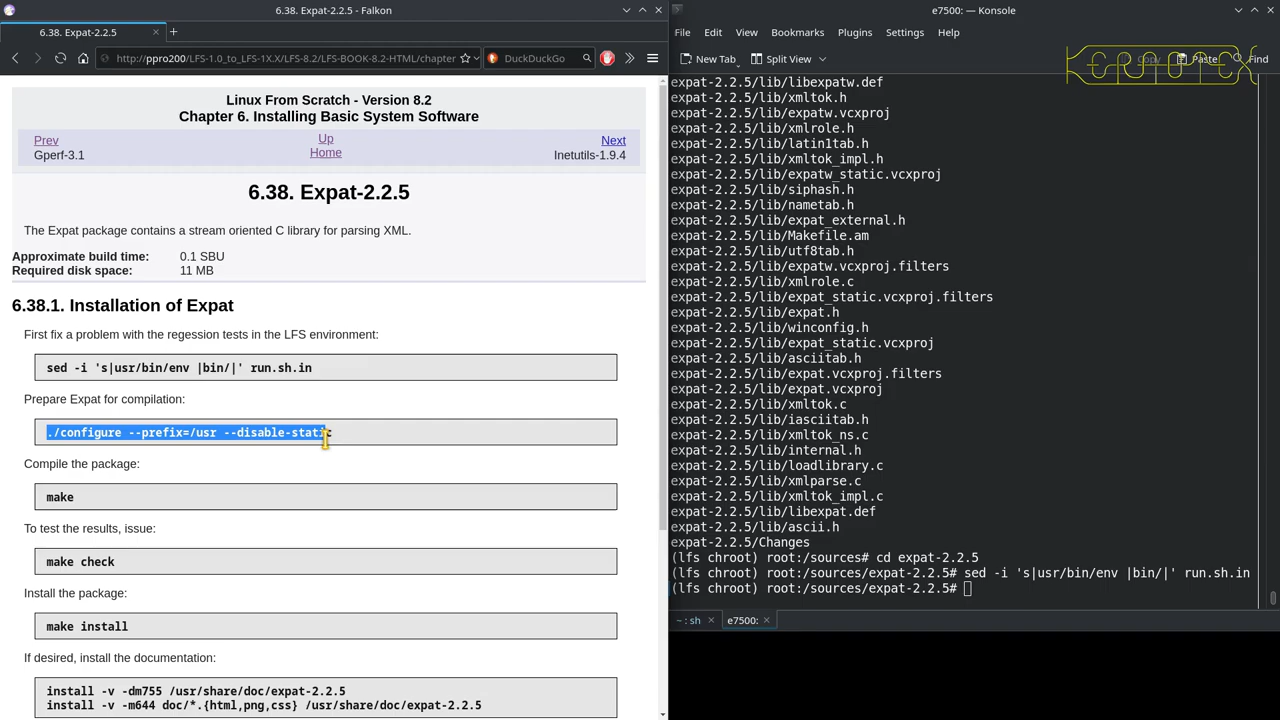 6.38. Expat-2.2.5 - Falkon
6.38. Expat-2.2.5
http://ppro200/LFS-1.0_to_LFS-1X.X/LFS-8.2/LFS-BOOK-8.2-HTML/chapter
DuckDuckGo
Linux From Scratch - Version 8.2
Chapter 6. Installing Basic System Software
Prev
Up
Next
Gperf-3.1
Home
Inetutils-1.9.4
6.38. Expat-2.2.5
The Expat package contains a stream oriented C library for parsing XML.
Approximate build time: 0.1 SBU
Required disk space: 11 MB
6.38.1. Installation of Expat
First fix a problem with the regression tests in the LFS environment:
sed -i 's|usr/bin/env |bin/|' run.sh.in
Prepare Expat for compilation:
./configure --prefix=/usr --disable-static
Compile the package:
make
To test the results, issue:
make check
Install the package:
make install
If desired, install the documentation:
install -v -dm755 /usr/share/doc/expat-2.2.5
install -v -m644 doc/*.{html,png,css} /usr/share/doc/expat-2.2.5
e7500: — Konsole
File Edit View Bookmarks Plugins Settings Help
New Tab Split View Copy Paste Find
expat-2.2.5/lib/libexpatw.def
expat-2.2.5/lib/xmltok.h
expat-2.2.5/lib/expatw.vcxproj
expat-2.2.5/lib/xmlrole.h
expat-2.2.5/lib/latin1tab.h
expat-2.2.5/lib/xmltok_impl.h
expat-2.2.5/lib/expatw_static.vcxproj
expat-2.2.5/lib/siphash.h
expat-2.2.5/lib/nametab.h
expat-2.2.5/lib/expat_external.h
expat-2.2.5/lib/Makefile.am
expat-2.2.5/lib/utf8tab.h
expat-2.2.5/lib/expatw.vcxproj.filters
expat-2.2.5/lib/xmlrole.c
expat-2.2.5/lib/expat_static.vcxproj.filters
expat-2.2.5/lib/expat.h
expat-2.2.5/lib/winconfig.h
expat-2.2.5/lib/expat_static.vcxproj
expat-2.2.5/lib/asciitab.h
expat-2.2.5/lib/expat.vcxproj.filters
expat-2.2.5/lib/expat.vcxproj
expat-2.2.5/lib/xmltok.c
expat-2.2.5/lib/iasciitab.h
expat-2.2.5/lib/xmltok_ns.c
expat-2.2.5/lib/internal.h
expat-2.2.5/lib/loadlibrary.c
expat-2.2.5/lib/xmlparse.c
expat-2.2.5/lib/xmltok_impl.c
expat-2.2.5/lib/libexpat.def
expat-2.2.5/lib/ascii.h
expat-2.2.5/Changes
(lfs chroot) root:/sources# cd expat-2.2.5
(lfs chroot) root:/sources/expat-2.2.5# sed -i 's|usr/bin/env |bin/|' run.sh.in
(lfs chroot) root:/sources/expat-2.2.5#
~ : sh
e7500: